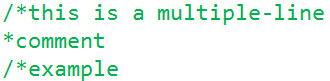 /*this is a multiple-line
*comment
/*example